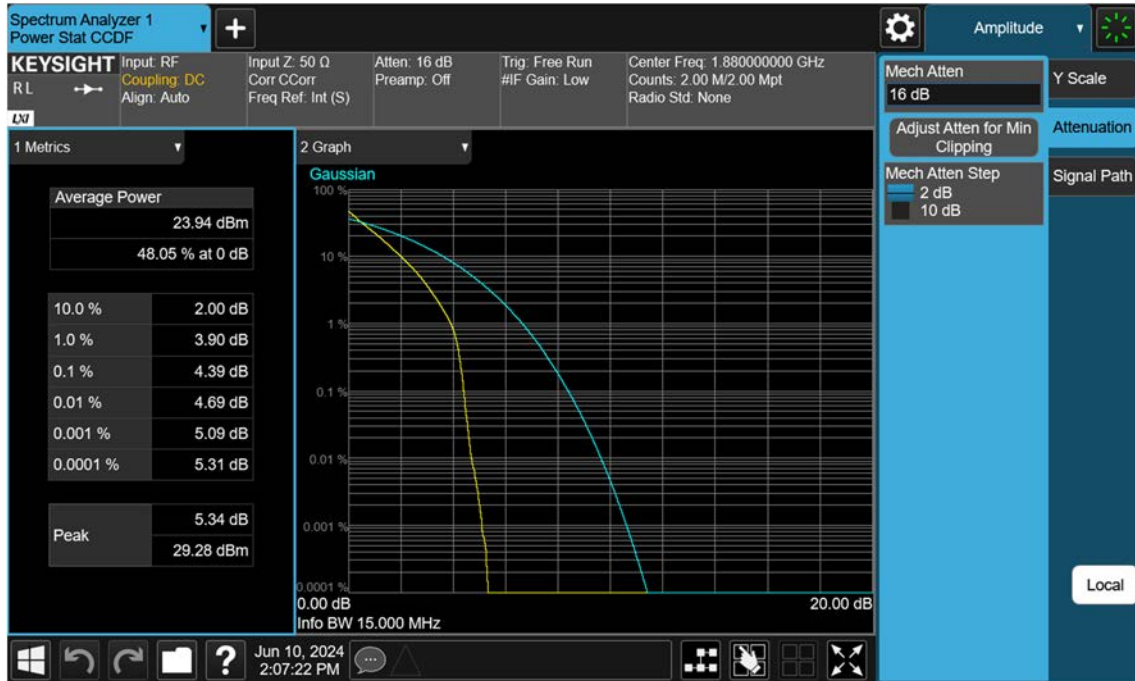 Spectrum Analyzer 1
Power Stat CCDF
Amplitude
KEYSIGHT
R L
LXI
Input: RF
Coupling: DC
Align: Auto
Input Z: 50 Ω
Corr CCorr
Freq Ref: Int (S)
Atten: 16 dB
Preamp: Off
Trig: Free Run
#IF Gain: Low
Center Freq: 1.880000000 GHz
Counts: 2.00 M/2.00 Mpt
Radio Std: None
1 Metrics
Average Power
23.94 dBm
48.05 % at 0 dB
10.0 % 2.00 dB
1.0 % 3.90 dB
0.1 % 4.39 dB
0.01 % 4.69 dB
0.001 % 5.09 dB
0.0001 % 5.31 dB
Peak
5.34 dB
29.28 dBm
2 Graph
Gaussian
100 %
10 %
1 %
0.1 %
0.01 %
0.001 %
0.0001 %
0.00 dB 20.00 dB
Info BW 15.000 MHz
Mech Atten
16 dB
Adjust Atten for Min
Clipping
Mech Atten Step
2 dB
10 dB
Y Scale
Attenuation
Signal Path
Local
?
Jun 10, 2024
2:07:22 PM